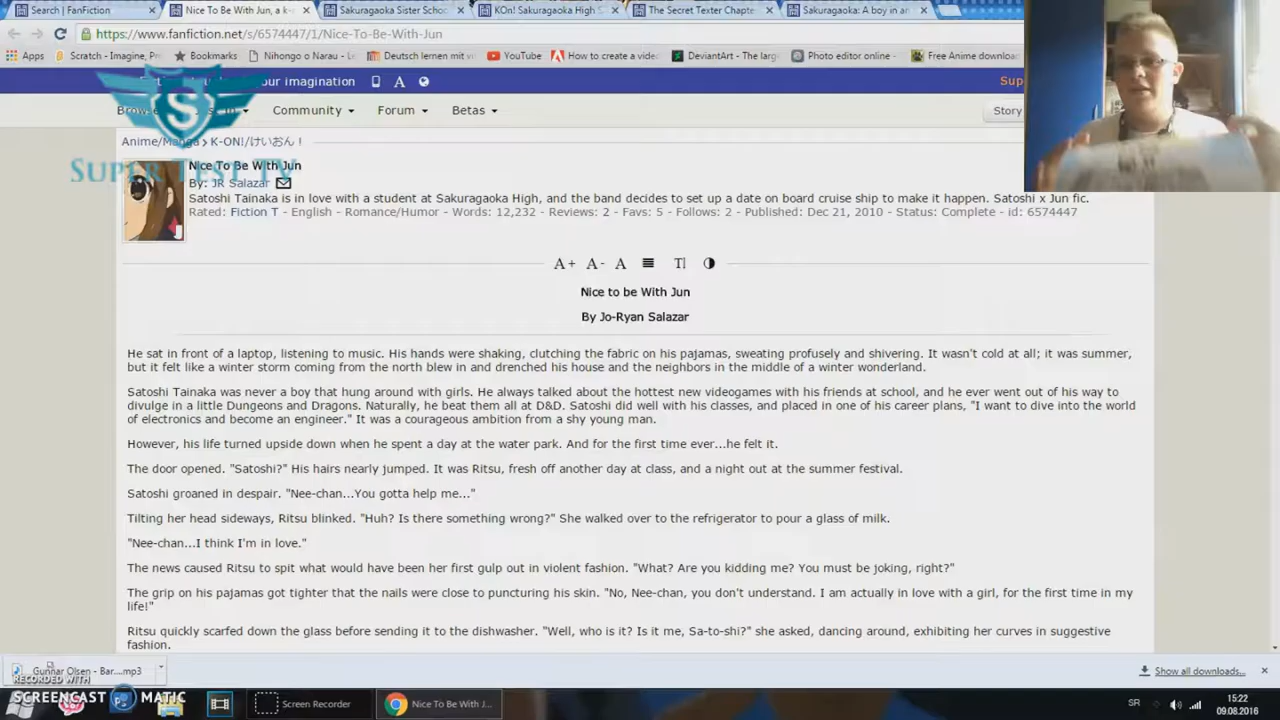 Search | FanFiction
Nice To Be With Jun, a k-
Sakuragaoka Sister Scho
KOn! Sakuragaoka High S
The Secret Texter Chapte
Sakuragaoka: A boy in ar
https://www.fanfiction.net/s/6574447/1/Nice-To-Be-With-Jun
Apps
Scratch - Imagine, Pr
Bookmarks
Nihongo o Narau - Le
Deutsch lernen mit v
YouTube
How to create a vide
DeviantArt - The larg
Photo editor online -
Free Anime download
our imagination
Sup
Brow
Community
Forum
Betas
Story
S
SUPER TEST TV
Anime/Manga > K-ON!/けいおん!
Nice To Be With Jun
By: JR Salazar
Satoshi Tainaka is in love with a student at Sakuragaoka High, and the band decides to set up a date on board cruise ship to make it happen. Satoshi x Jun fic.
Rated: Fiction T - English - Romance/Humor - Words: 12,232 - Reviews: 2 - Favs: 5 - Follows: 2 - Published: Dec 21, 2010 - Status: Complete - id: 6574447
A+ A- A
Nice to be With Jun
By Jo-Ryan Salazar
He sat in front of a laptop, listening to music. His hands were shaking, clutching the fabric on his pajamas, sweating profusely and shivering. It wasn't cold at all; it was summer,
but it felt like a winter storm coming from the north blew in and drenched his house and the neighbors in the middle of a winter wonderland.
Satoshi Tainaka was never a boy that hung around with girls. He always talked about the hottest new videogames with his friends at school, and he ever went out of his way to
divulge in a little Dungeons and Dragons. Naturally, he beat them all at D&D. Satoshi did well with his classes, and placed in one of his career plans, "I want to dive into the world
of electronics and become an engineer." It was a courageous ambition from a shy young man.
However, his life turned upside down when he spent a day at the water park. And for the first time ever...he felt it.
The door opened. "Satoshi?" His hairs nearly jumped. It was Ritsu, fresh off another day at class, and a night out at the summer festival.
Satoshi groaned in despair. "Nee-chan...You gotta help me..."
Tilting her head sideways, Ritsu blinked. "Huh? Is there something wrong?" She walked over to the refrigerator to pour a glass of milk.
"Nee-chan...I think I'm in love."
The news caused Ritsu to spit what would have been her first gulp out in violent fashion. "What? Are you kidding me? You must be joking, right?"
The grip on his pajamas got tighter that the nails were close to puncturing his skin. "No, Nee-chan, you don't understand. I am actually in love with a girl, for the first time in my
life!"
Ritsu quickly scarfed down the glass before sending it to the dishwasher. "Well, who is it? Is it me, Sa-to-shi?" she asked, dancing around, exhibiting her curves in suggestive
fashion.
Gunnar Olsen - Bar....mp3
Show all downloads...
RECORDED WITH
SCREENCAST MATIC
Screen Recorder
Nice To Be With J...
SR
15:22
09.08.2016